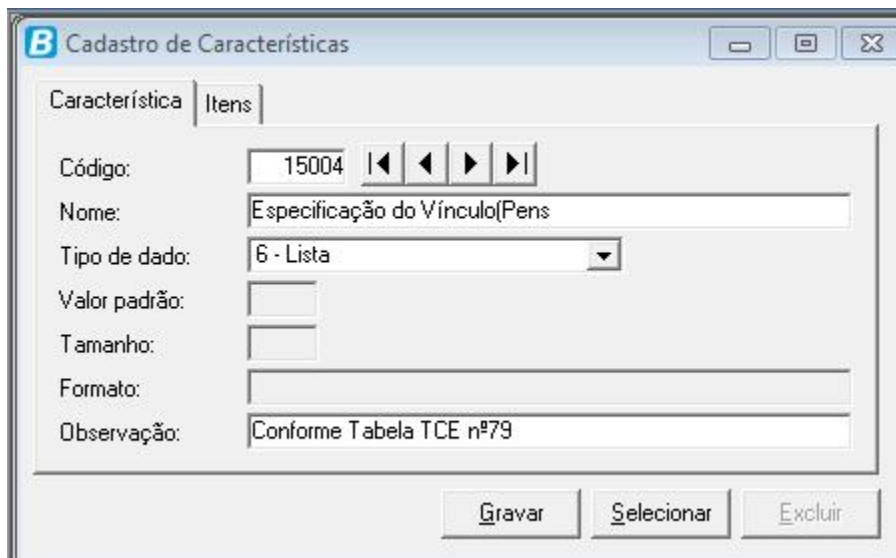 B Cadastro de Características
Característica Itens
Código: 15004
Nome: Especificação do Vínculo(Pens
Tipo de dado: 6 - Lista
Valor padrão:
Tamanho:
Formato:
Observação: Conforme Tabela TCE nº79
Gravar Selecionar Excluir